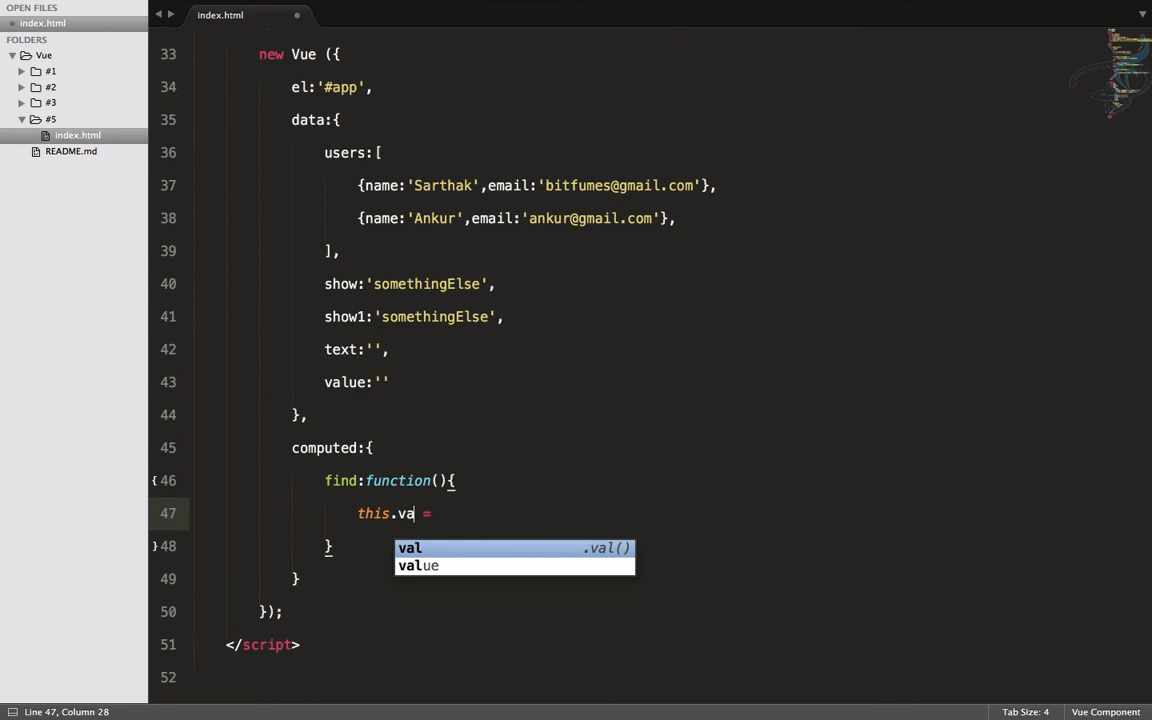 OPEN FILES
index.html
FOLDERS
Vue
#1
#2
#3
#5
index.html
README.md
index.html
33 new Vue ({
34 el:'#app',
35 data:{
36 users:[
37 {name:'Sarthak',email:'bitfumes@gmail.com'},
38 {name:'Ankur',email:'ankur@gmail.com'},
39 ],
40 show:'somethingElse',
41 show1:'somethingElse',
42 text:'',
43 value:''
44 },
45 computed:{
46 find:function(){
47 this.va =
val .val()
value
48 }
49 }
50 });
51 </script>
52
Line 47, Column 28
Tab Size: 4
Vue Component